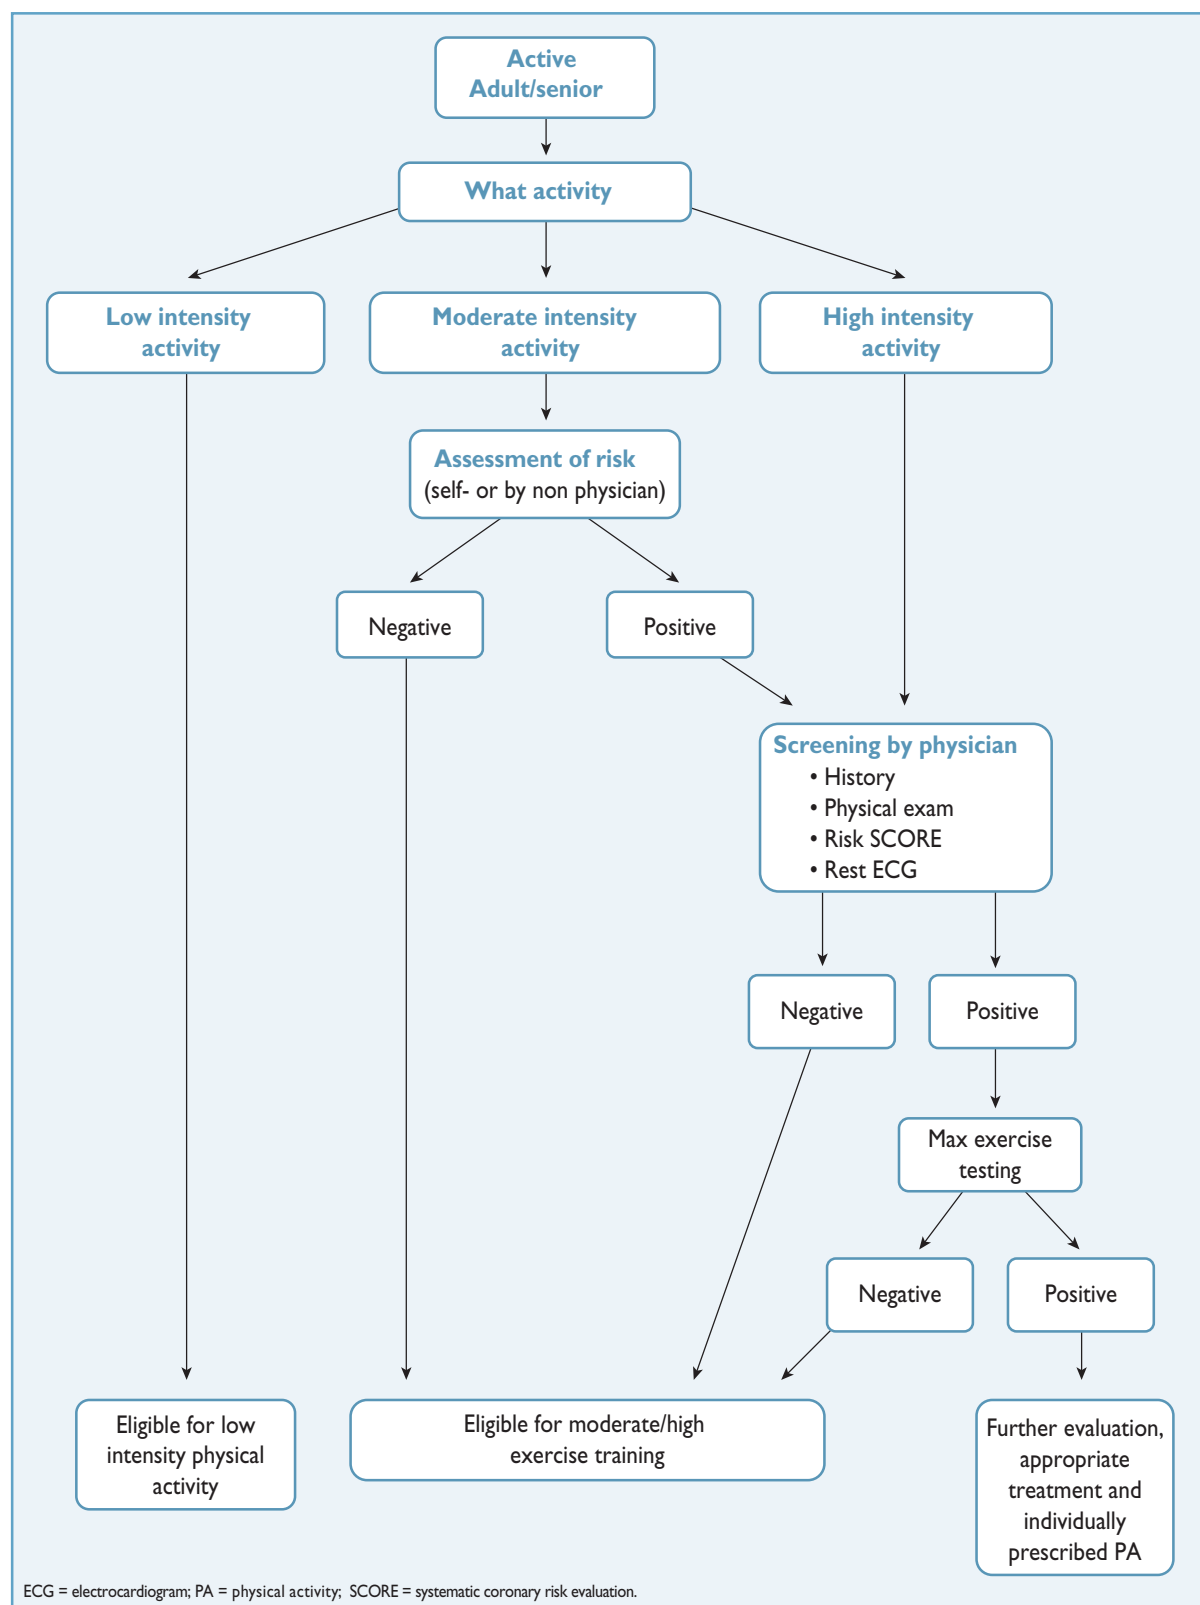 Active
Adult/senior
What activity
Low intensity
activity
Moderate intensity
activity
High intensity
activity
Assessment of risk
(self- or by non physician)
Negative
Positive
Screening by physician
• History
• Physical exam
• Risk SCORE
• Rest ECG
Negative
Positive
Max exercise
testing
Negative
Positive
Eligible for low
intensity physical
activity
Eligible for moderate/high
exercise training
Further evaluation,
appropriate
treatment and
individually
prescribed PA
ECG = electrocardiogram; PA = physical activity; SCORE = systematic coronary risk evaluation.